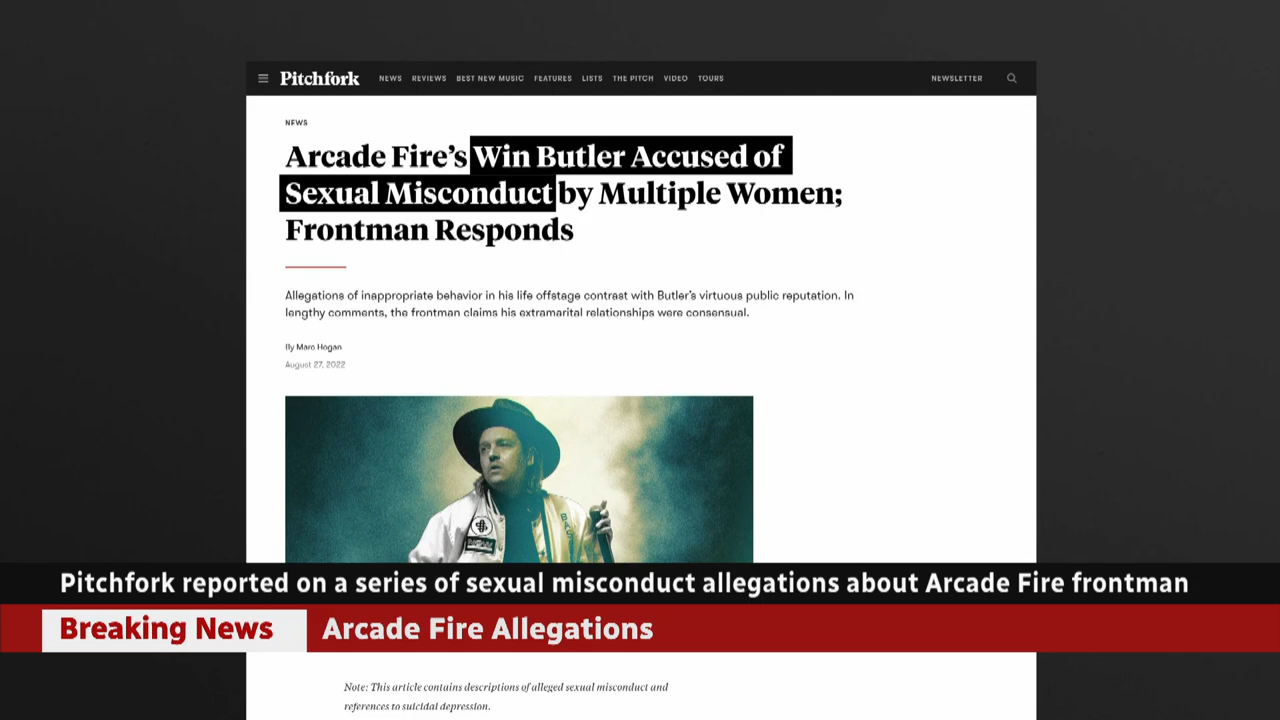 Pitchfork NEWS REVIEWS BEST NEW MUSIC FEATURES LISTS THE PITCH VIDEO TOURS NEWSLETTER
NEWS
Arcade Fire's Win Butler Accused of
Sexual Misconduct by Multiple Women;
Frontman Responds
Allegations of inappropriate behavior in his life offstage contrast with Butler's virtuous public reputation. In
lengthy comments, the frontman claims his extramarital relationships were consensual.
By Marc Hogan
August 27, 2022
Pitchfork reported on a series of sexual misconduct allegations about Arcade Fire frontman
Breaking News Arcade Fire Allegations
Note: This article contains descriptions of alleged sexual misconduct and
references to suicidal depression.